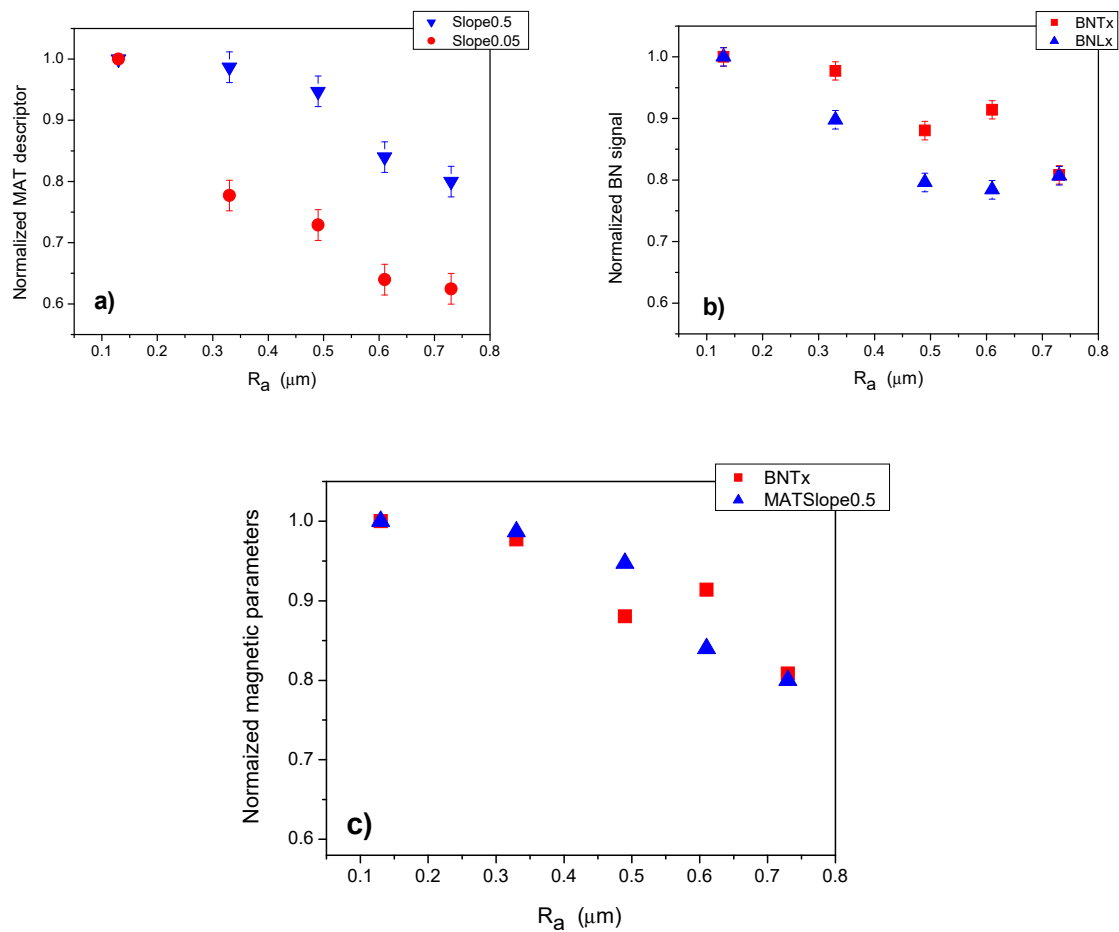 Slope0.5
Slope0.05
1.0
0.9
0.8
0.7
0.6
Normalized MAT descriptor
a)
0.1 0.2 0.3 0.4 0.5 0.6 0.7 0.8
Ra (μm)
BNTx
BNLx
1.0
0.9
0.8
0.7
0.6
Normalized BN signal
b)
0.1 0.2 0.3 0.4 0.5 0.6 0.7 0.8
Ra (μm)
BNTx
MATSlope0.5
1.0
0.9
0.8
0.7
0.6
Normaized magnetic parameters
c)
0.1 0.2 0.3 0.4 0.5 0.6 0.7 0.8
Ra (μm)